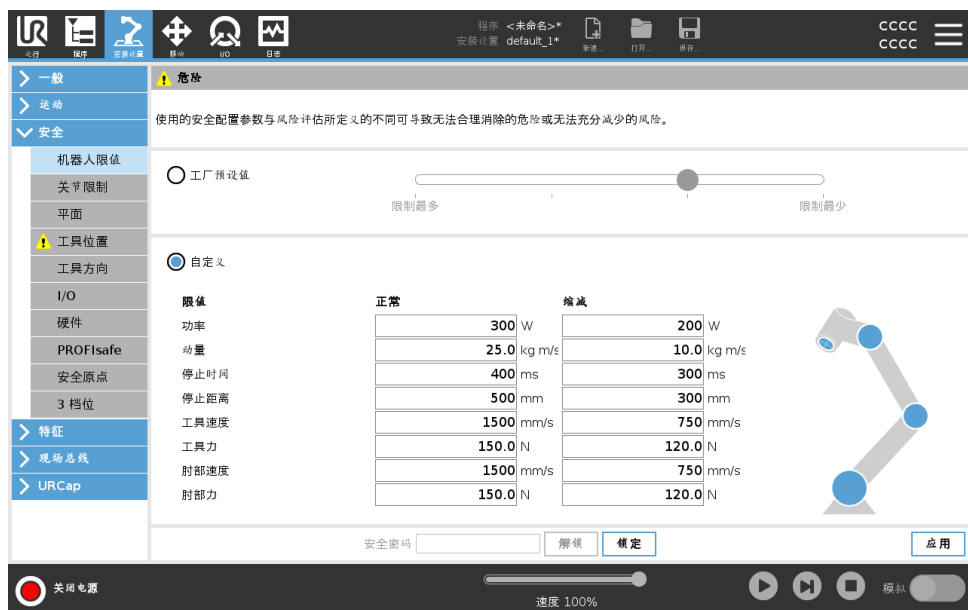 程序 <未命名>*
安装设置 default_1*
CCCC
CCCC
运行 程序 安装设置 移动 I/O 日志 新建... 打开... 保存...
一般
运动
安全
机器人限值
关节限制
平面
工具位置
工具方向
I/O
硬件
PROFIsafe
安全原点
3 档位
特征
现场总线
URCap
危险
使用的安全配置参数与风险评估所定义的不同可导致无法合理消除的危险或无法充分减少的风险。
工厂预设值
限制最多 限制最少
自定义
限值 正常 缩减
功率 300 W 200 W
动量 25.0 kg m/s 10.0 kg m/s
停止时间 400 ms 300 ms
停止距离 500 mm 300 mm
工具速度 1500 mm/s 750 mm/s
工具力 150.0 N 120.0 N
肘部速度 1500 mm/s 750 mm/s
肘部力 150.0 N 120.0 N
安全密码 解锁 锁定 应用
关闭电源
速度 100%
模拟